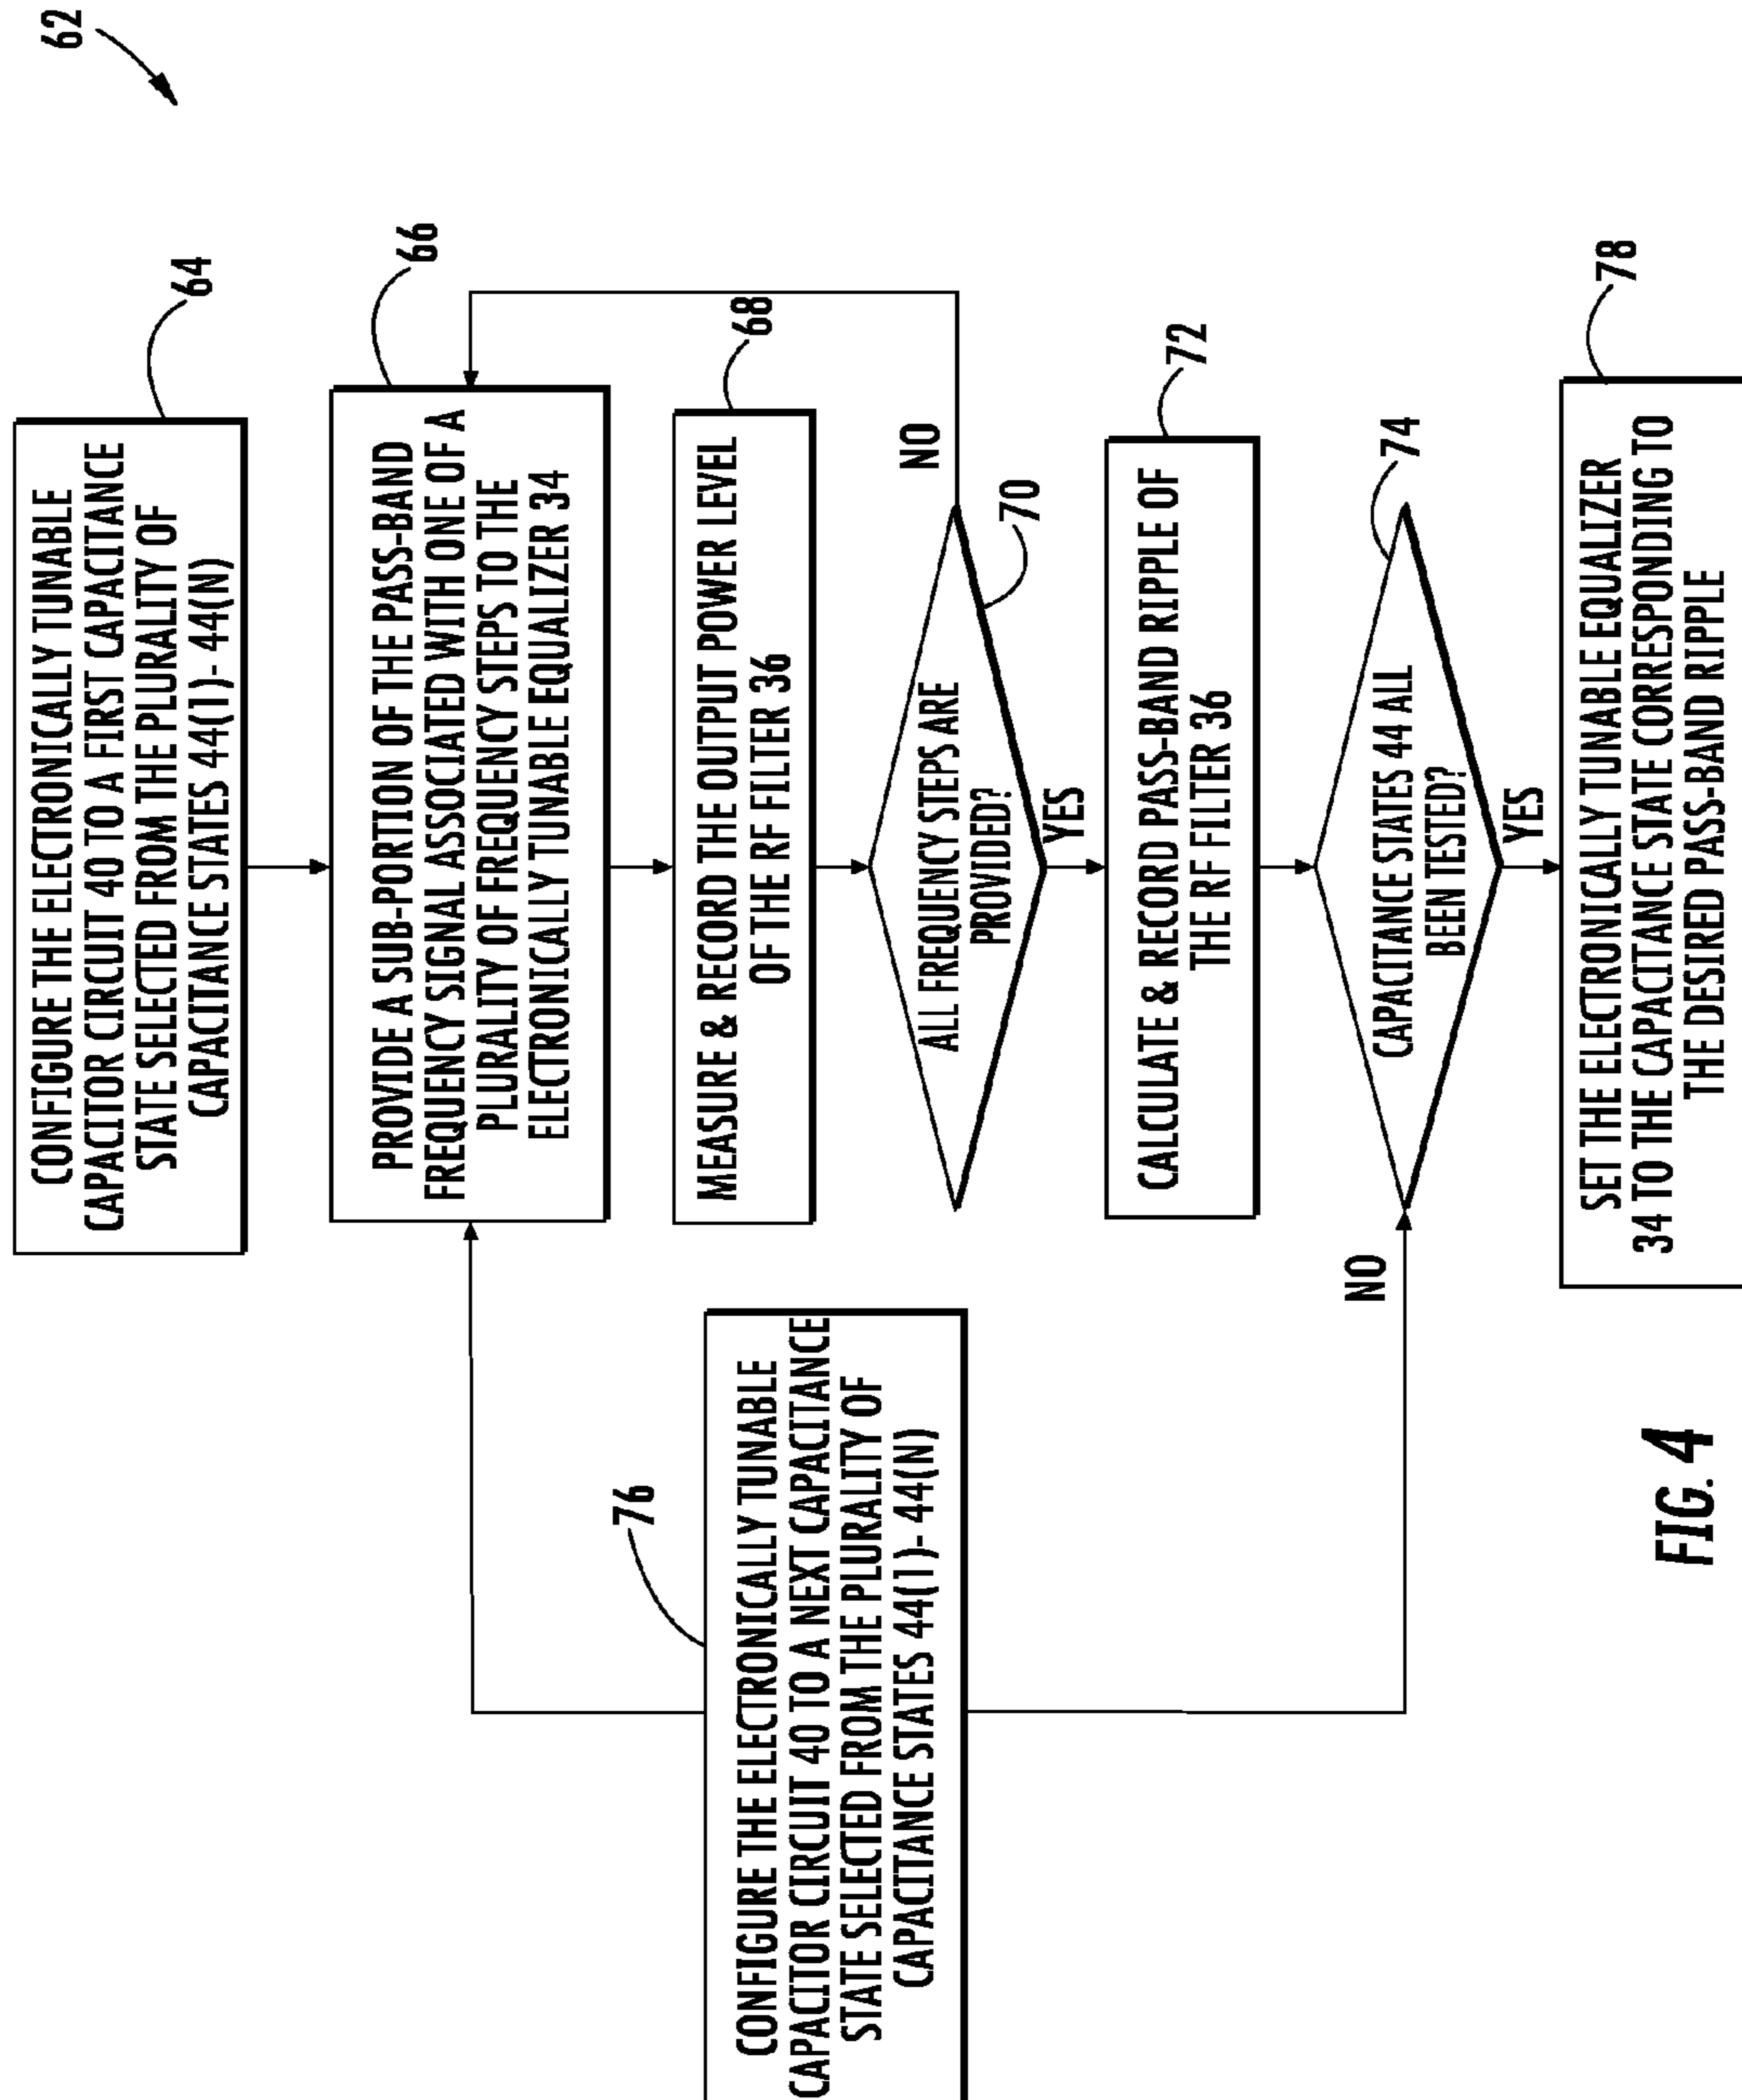 62
CONFIGURE THE ELECTRONICALLY TUNABLE
CAPACITOR CIRCUIT 40 TO A FIRST CAPACITANCE
STATE SELECTED FROM THE PLURALITY OF
CAPACITANCE STATES 44(1)- 44(N)
64
PROVIDE A SUB-PORTION OF THE PASS-BAND
FREQUENCY SIGNAL ASSOCIATED WITH ONE OF A
PLURALITY OF FREQUENCY STEPS TO THE
ELECTRONICALLY TUNABLE EQUALIZER 34
66
MEASURE & RECORD THE OUTPUT POWER LEVEL
OF THE RF FILTER 36
68
ALL FREQUENCY STEPS ARE
PROVIDED?
NO
70
YES
CALCULATE & RECORD PASS-BAND RIPPLE OF
THE RF FILTER 36
72
CAPACITANCE STATES 44 ALL
BEEN TESTED?
74
NO
YES
76
CONFIGURE THE ELECTRONICALLY TUNABLE
CAPACITOR CIRCUIT 40 TO A NEXT CAPACITANCE
STATE SELECTED FROM THE PLURALITY OF
CAPACITANCE STATES 44(1)- 44(N)
SET THE ELECTRONICALLY TUNABLE EQUALIZER
34 TO THE CAPACITANCE STATE CORRESPONDING TO
THE DESIRED PASS-BAND RIPPLE
78
FIG. 4